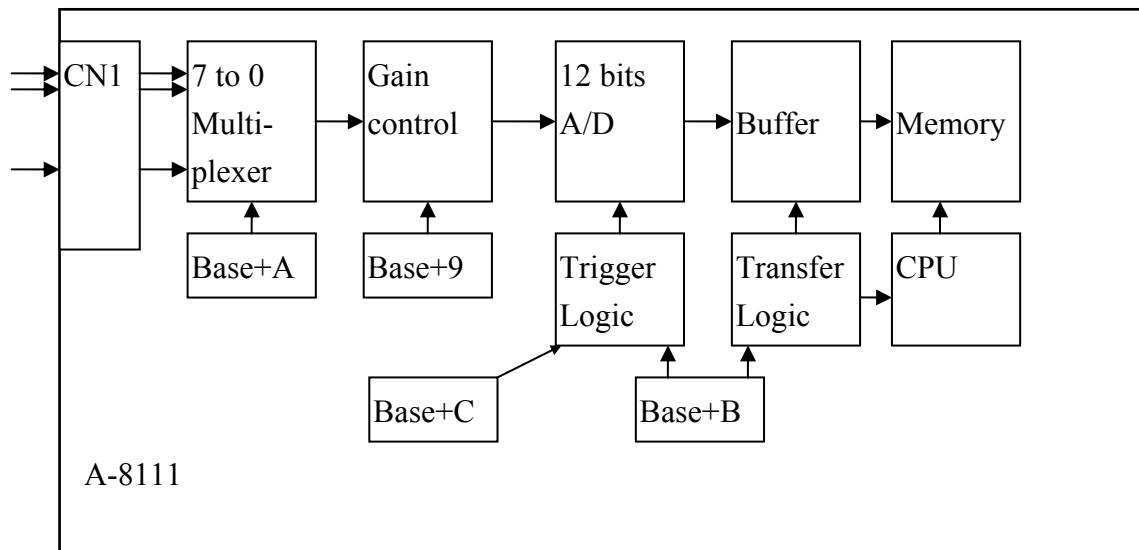 CN1
7 to 0
Multi-
plexer
Gain
control
12 bits
A/D
Buffer
Memory
Base+A
Base+9
Trigger
Logic
Transfer
Logic
CPU
Base+C
Base+B
A-8111